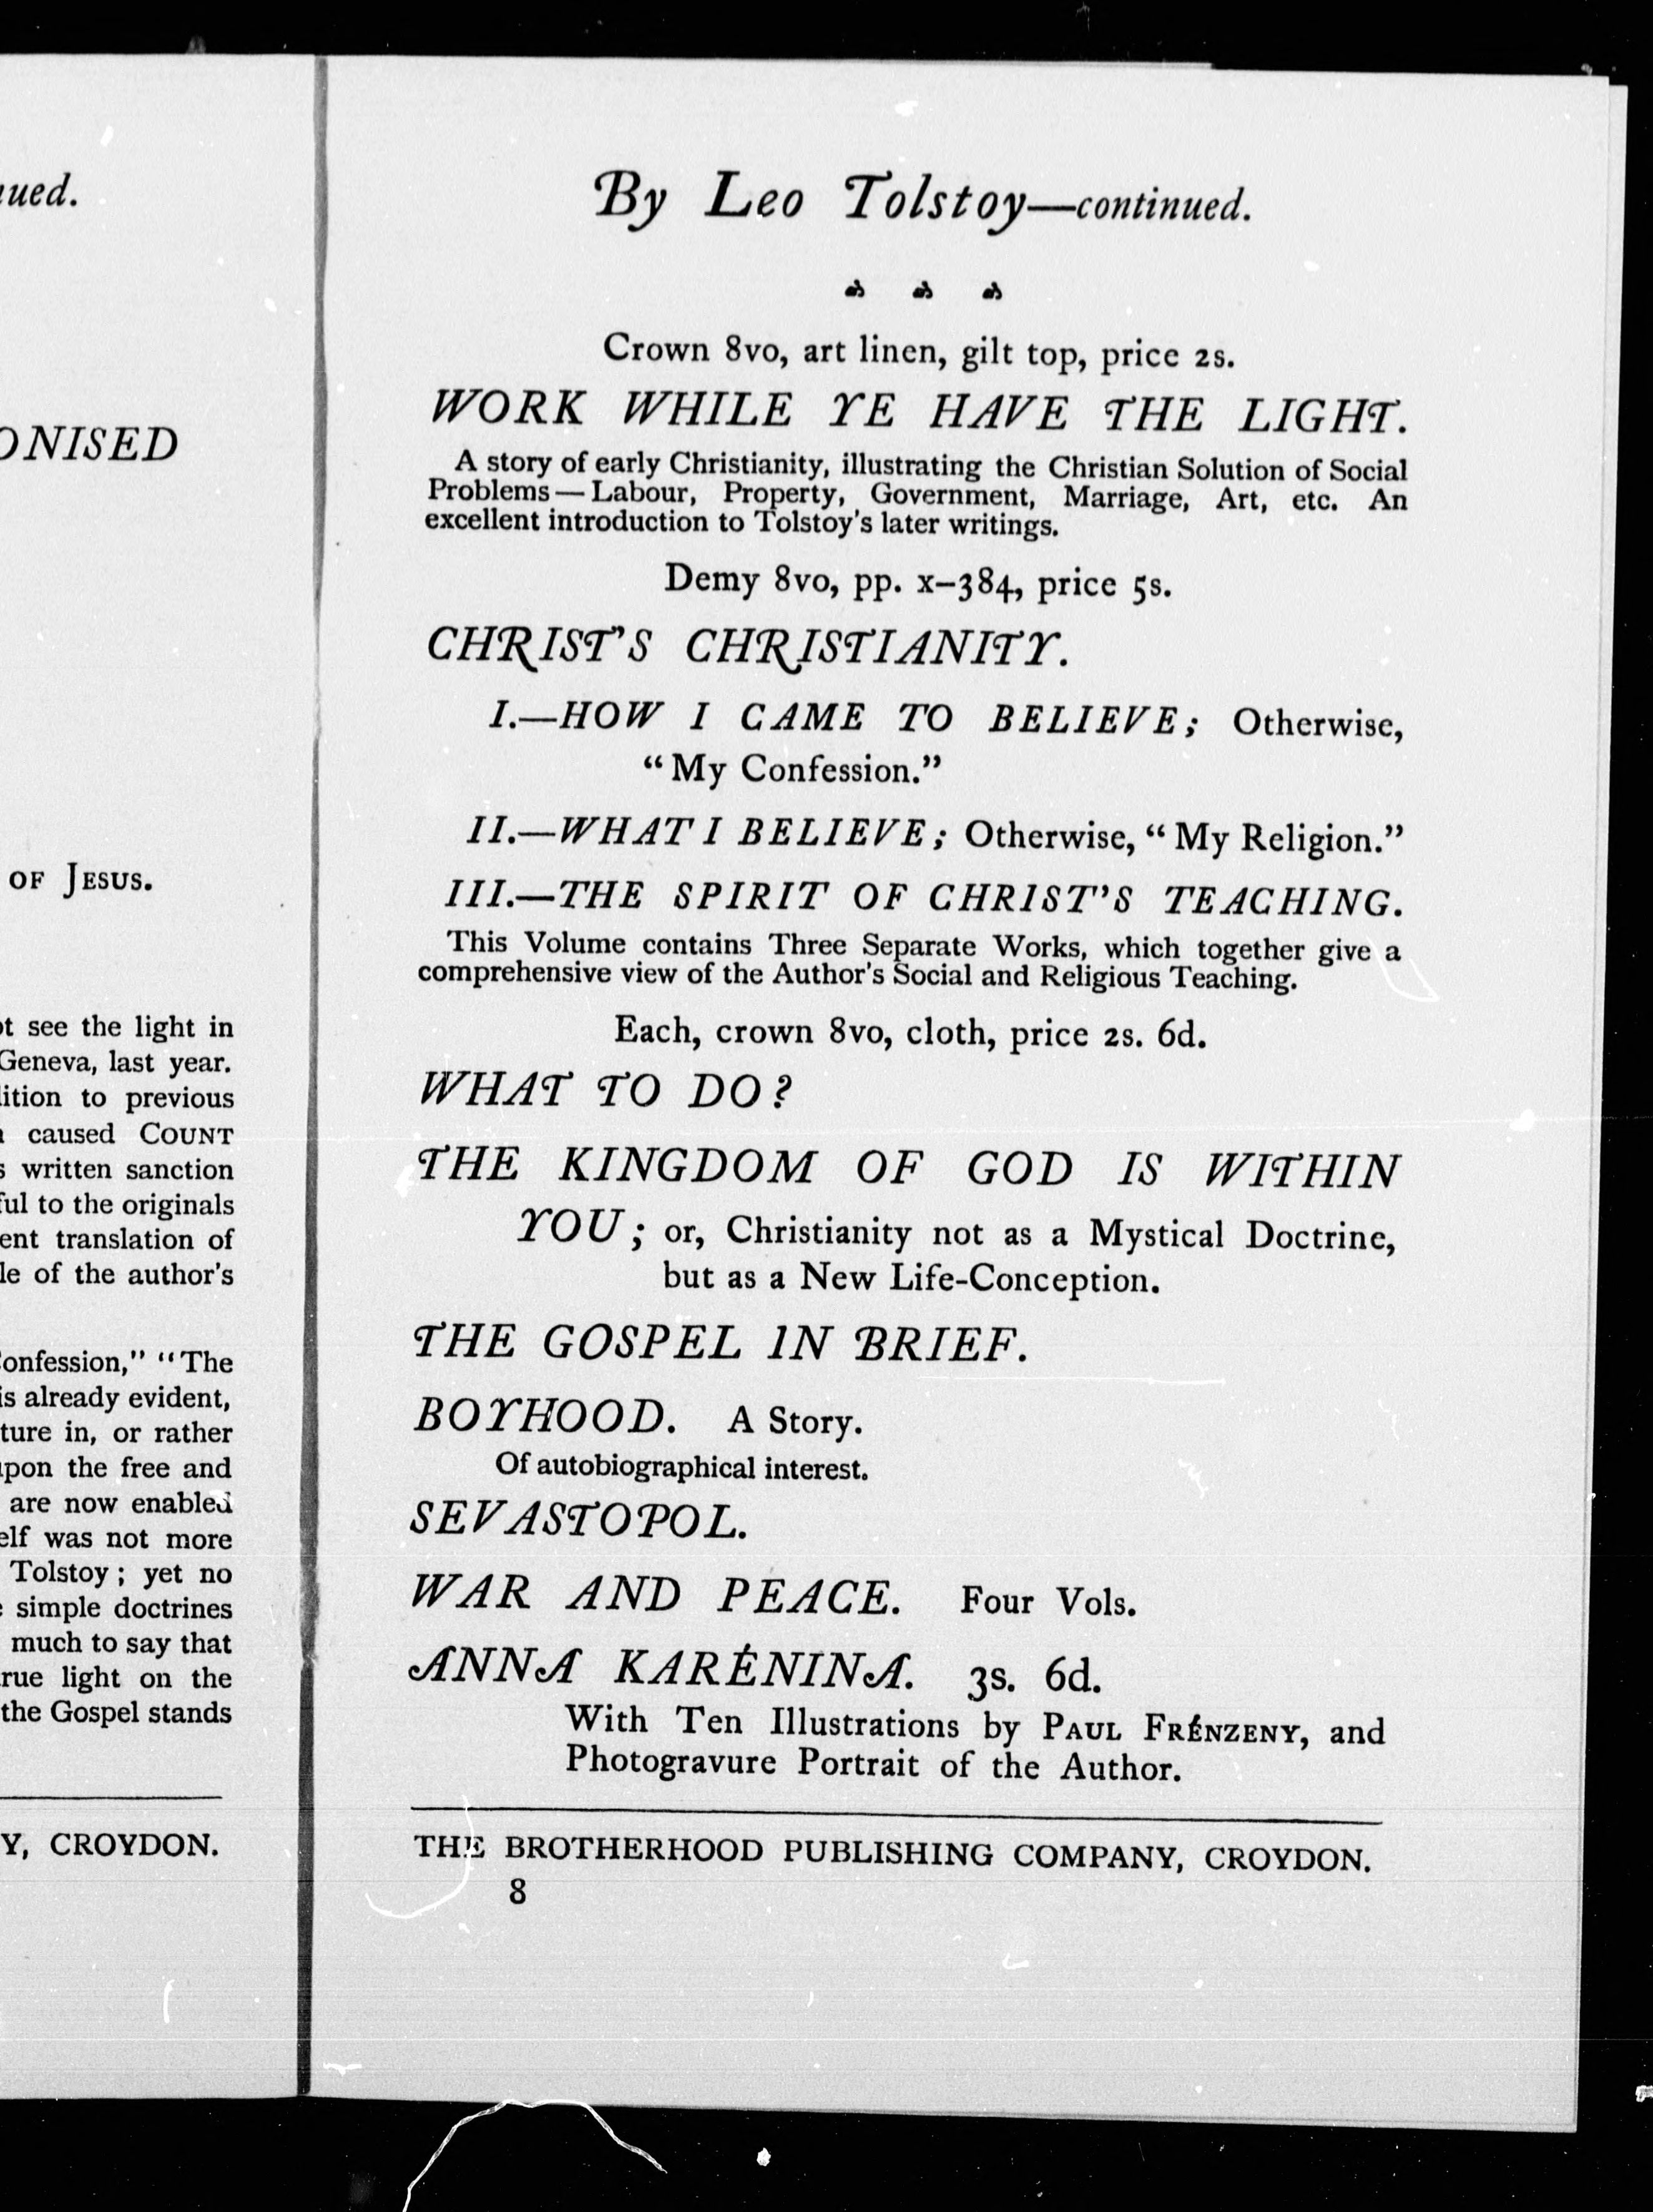 nued.
ONISED
OF JESUS.
ot see the light in
Geneva, last year.
lition to previous
caused COUNT
s written sanction
ful to the originals
ent translation of
le of the author's
Confession," "The
is already evident,
ture in, or rather
upon the free and
are now enabled
elf was not more
Tolstoy; yet no
simple doctrines
much to say that
rue light on the
the Gospel stands
Y, CROYDON.
By Leo Tolstoy—continued.
Crown 8vo, art linen, gilt top, price 2s.
WORK WHILE YE HAVE THE LIGHT.
A story of early Christianity, illustrating the Christian Solution of Social
Problems—Labour, Property, Government, Marriage, Art, etc. An
excellent introduction to Tolstoy's later writings.
Demy 8vo, pp. x–384, price 5s.
CHRIST'S CHRISTIANITY.
I.—HOW I CAME TO BELIEVE; Otherwise,
"My Confession."
II.—WHAT I BELIEVE; Otherwise, "My Religion."
III.—THE SPIRIT OF CHRIST'S TEACHING.
This Volume contains Three Separate Works, which together give a
comprehensive view of the Author's Social and Religious Teaching.
Each, crown 8vo, cloth, price 2s. 6d.
WHAT TO DO?
THE KINGDOM OF GOD IS WITHIN
YOU; or, Christianity not as a Mystical Doctrine,
but as a New Life-Conception.
THE GOSPEL IN BRIEF.
BOYHOOD. A Story.
Of autobiographical interest.
SEVASTOPOL.
WAR AND PEACE. Four Vols.
ANNA KARÉNINA. 3s. 6d.
With Ten Illustrations by PAUL FRÉNZENY, and
Photogravure Portrait of the Author.
THE BROTHERHOOD PUBLISHING COMPANY, CROYDON.
8